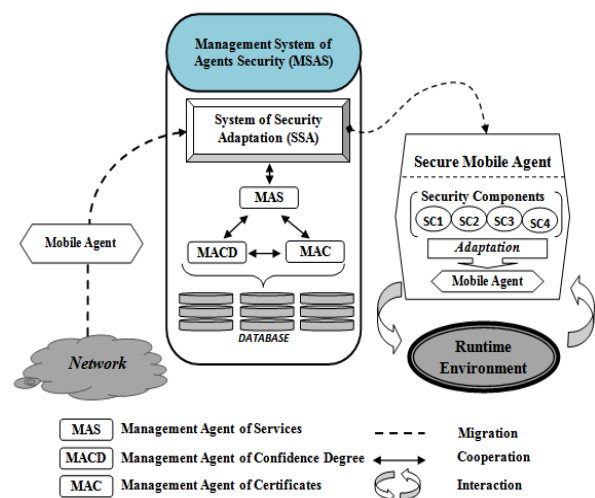 Management System of
Agents Security (MSAS)
System of Security
Adaptation (SSA)
MAS
MACD
MAC
DATABASE
Mobile Agent
Network
Secure Mobile Agent
Security Components
SC1 SC2 SC3 SC4
Adaptation
Mobile Agent
Runtime
Environment
MAS Management Agent of Services
MACD Management Agent of Confidence Degree
MAC Management Agent of Certificates
Migration
Cooperation
Interaction